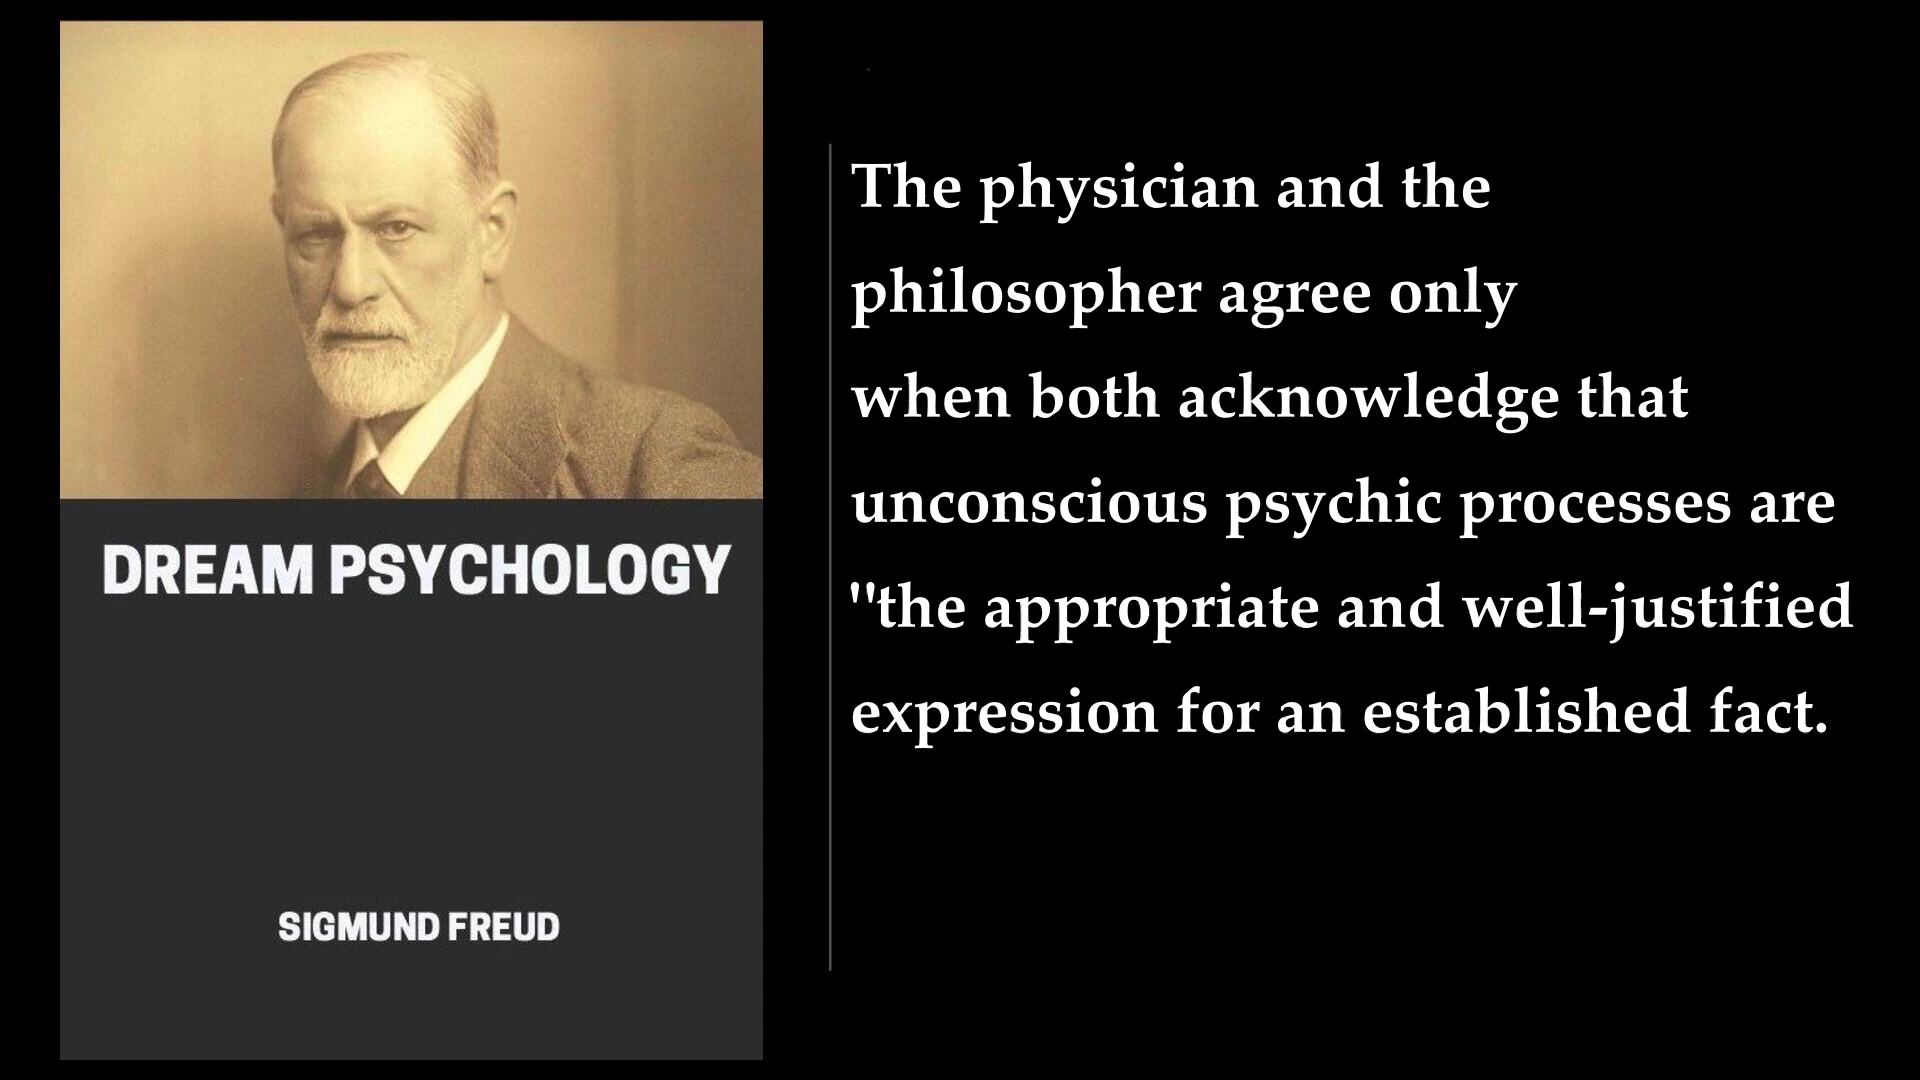 DREAM PSYCHOLOGY
SIGMUND FREUD
The physician and the
philosopher agree only
when both acknowledge that
unconscious psychic processes are
"the appropriate and well-justified
expression for an established fact.